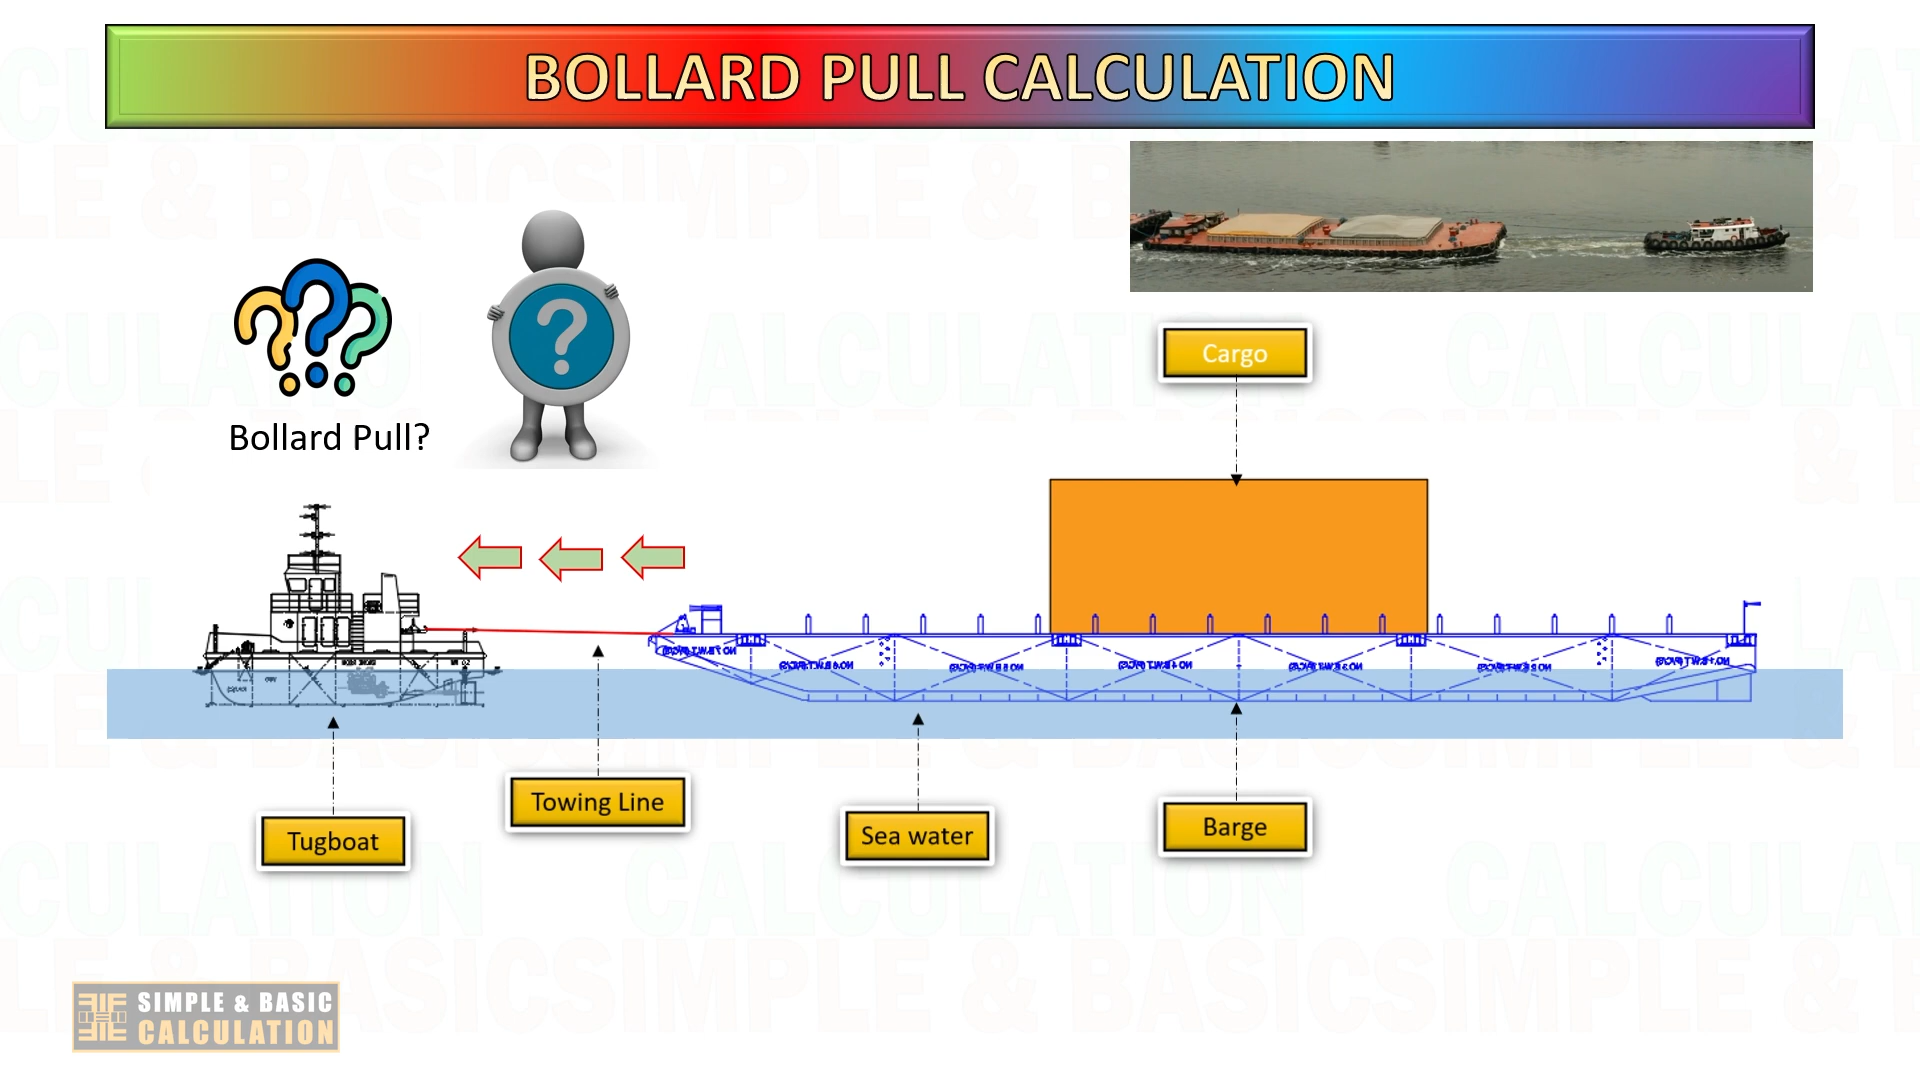 BOLLARD PULL CALCULATION
Cargo
Bollard Pull?
Towing Line
Tugboat
Sea water
Barge
SIMPLE & BASIC
CALCULATION